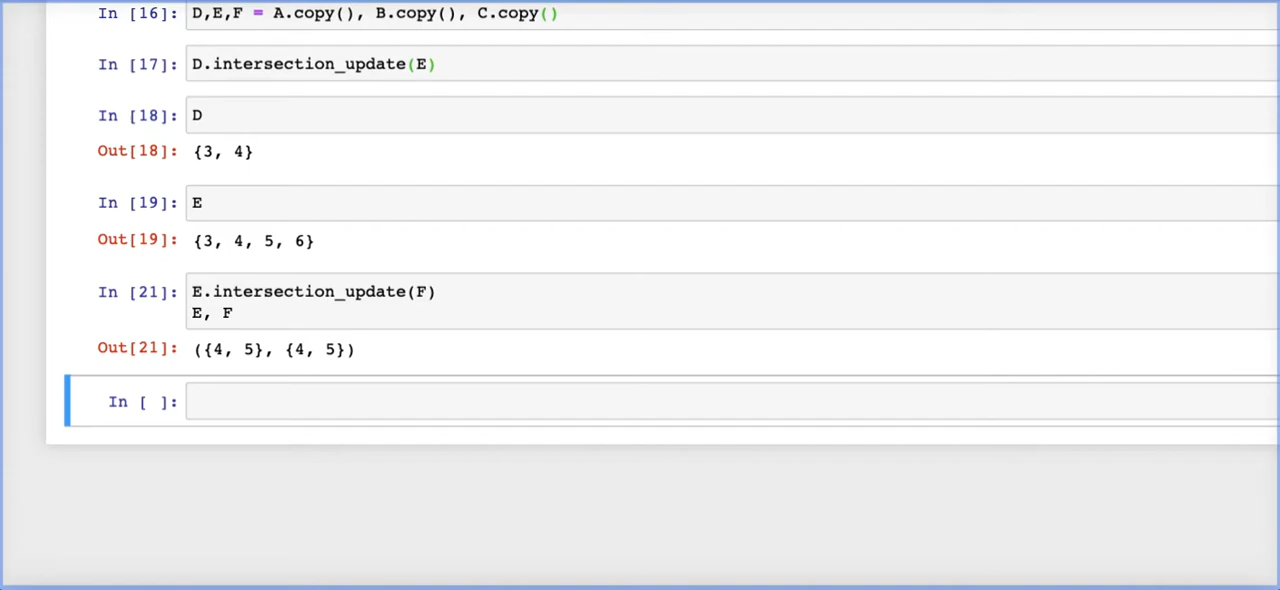 In [16]: D,E,F = A.copy(), B.copy(), C.copy()
In [17]: D.intersection_update(E)
In [18]: D
Out[18]: {3, 4}
In [19]: E
Out[19]: {3, 4, 5, 6}
In [21]: E.intersection_update(F)
E, F
Out[21]: ({4, 5}, {4, 5})
In [ ]: